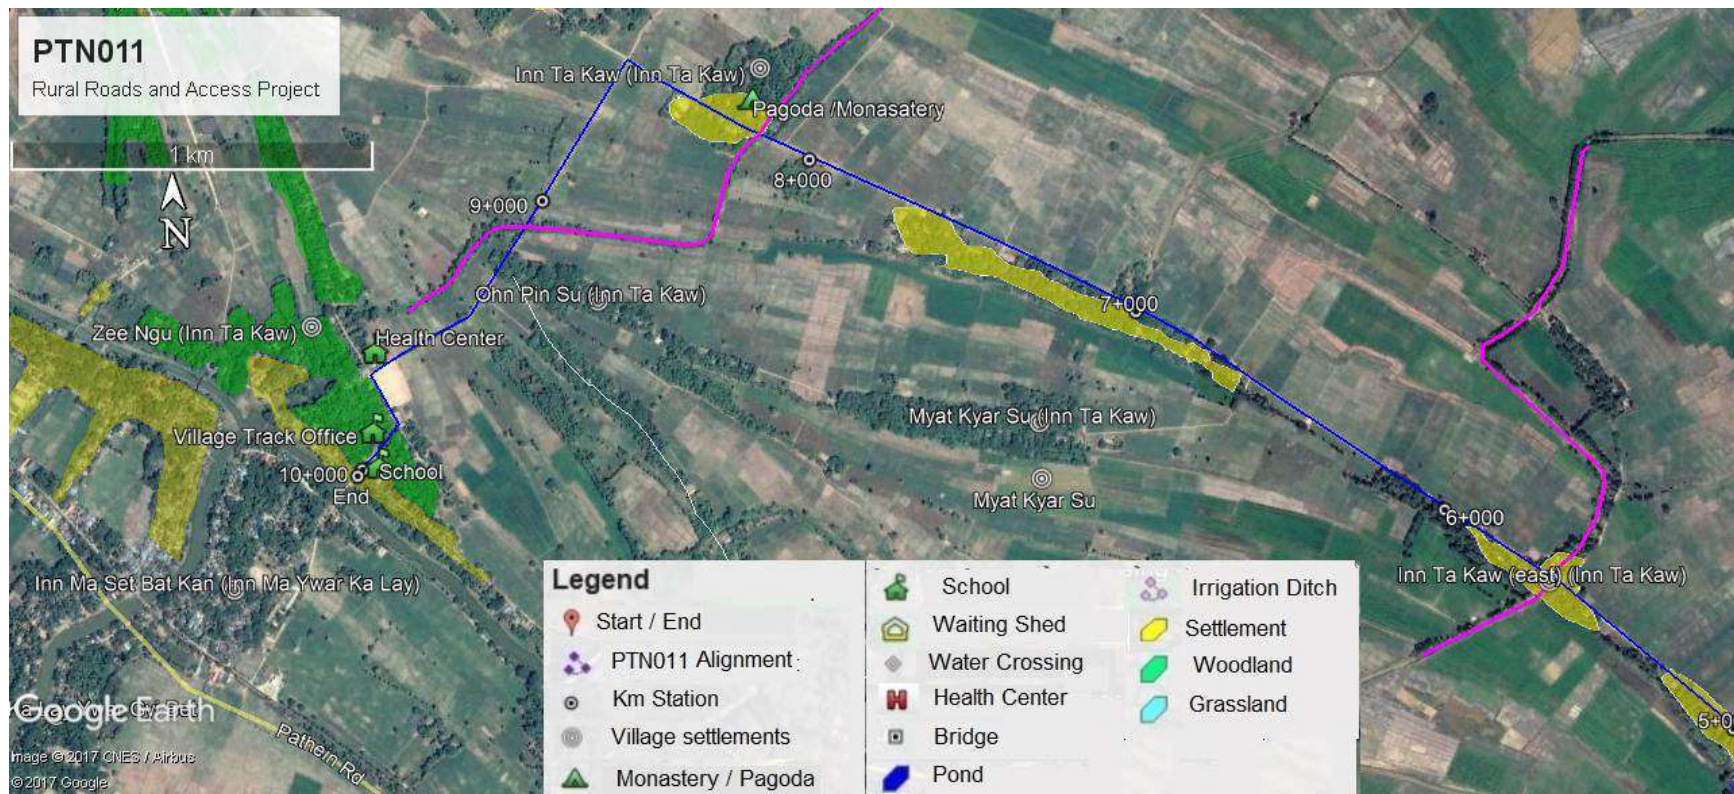 PTN011
Rural Roads and Access Project
1 km
N
Inn Ta Kaw (Inn Ta Kaw)
Pagoda /Monasatery
8+000
9+000
Ohn Pin Su (Inn Ta Kaw)
7+000
Zee Ngu (Inn Ta Kaw)
Health Center
Myat Kyar Su (Inn Ta Kaw)
Village Track Office
10+000
School
End
Myat Kyar Su
6+000
Inn Ta Kaw (east) (Inn Ta Kaw)
Inn Ma Set Bat Kan (Inn Ma Ywar Ka Lay)
5+0
Pathein Rd
Legend
Start / End
PTN011 Alignment
Km Station
Village settlements
Monastery / Pagoda
School
Waiting Shed
Water Crossing
Health Center
Bridge
Pond
Irrigation Ditch
Settlement
Woodland
Grassland
Google Earth
mage © 2017 CNES / Airbus
© 2017 Google